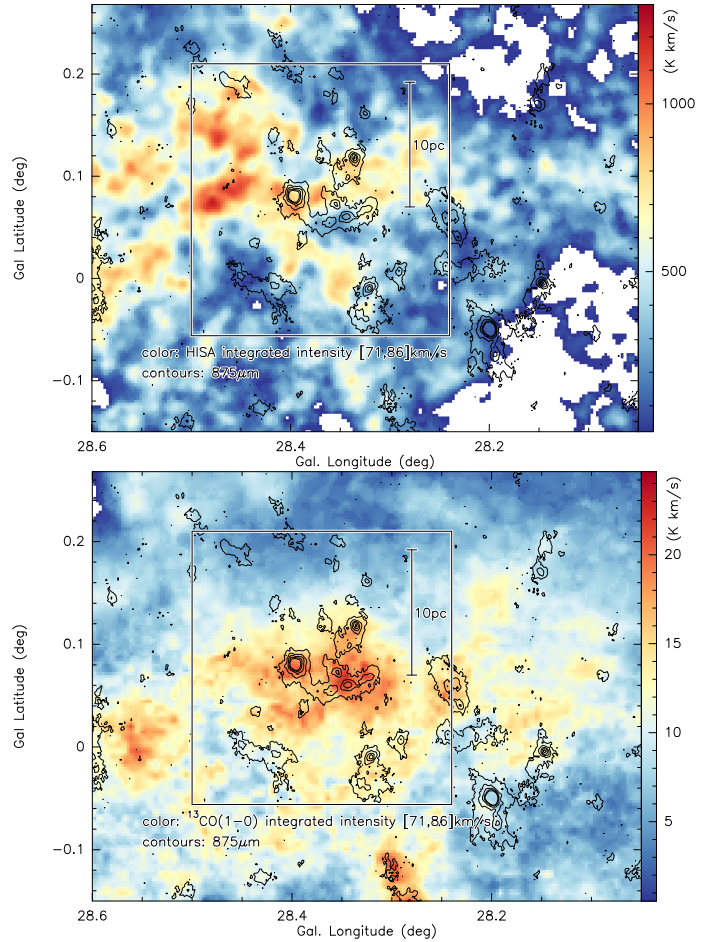 0.2
0.1
0
−0.1
Gal Latitude (deg)
10pc
color: HISA integrated intensity [71,86]km/s
contours: 875μm
28.6
28.4
28.2
Gal. Longitude (deg)
(K km/s)
1000
500
0.2
0.1
0
−0.1
Gal Latitude (deg)
10pc
color: ¹³CO(1−0) integrated intensity [71,86]km/s
contours: 875μm
28.6
28.4
28.2
Gal. Longitude (deg)
(K km/s)
20
15
10
5